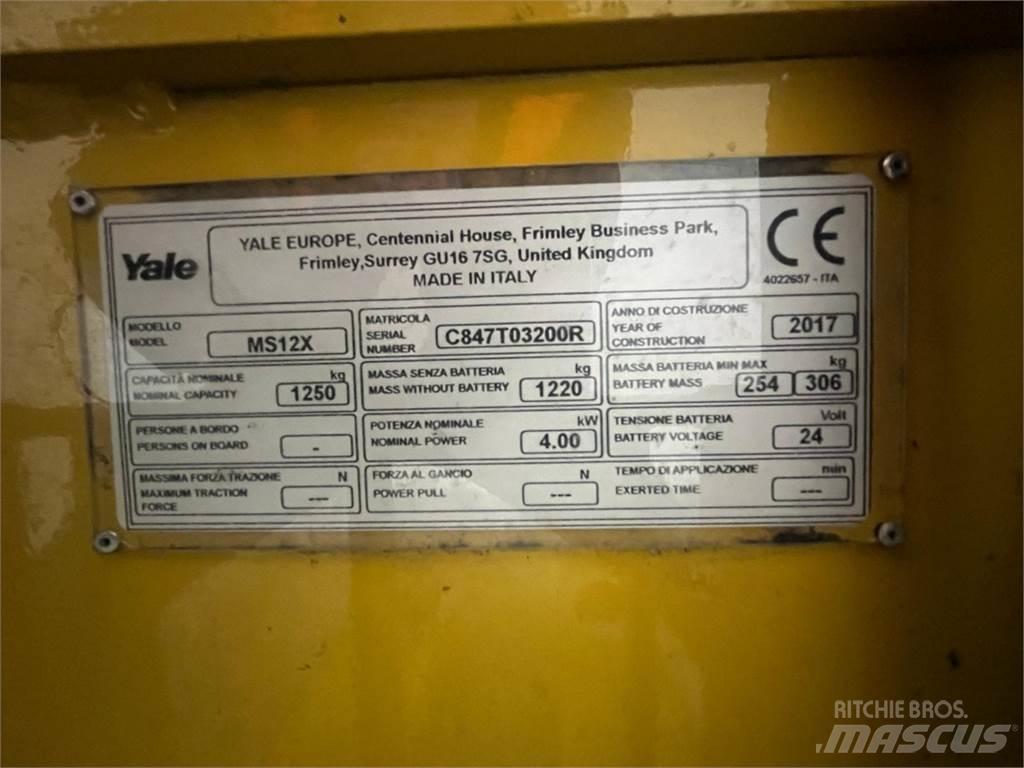 Yale
YALE EUROPE, Centennial House, Frimley Business Park,
Frimley,Surrey GU16 7SG, United Kingdom
MADE IN ITALY
CE
4022657 - ITA
MODELLO
MODEL
MS12X
MATRICOLA
SERIAL
NUMBER
C847T03200R
ANNO DI COSTRUZIONE
YEAR OF
CONSTRUCTION
2017
CAPACITÀ NOMINALE kg
NOMINAL CAPACITY
1250
MASSA SENZA BATTERIA kg
MASS WITHOUT BATTERY
1220
MASSA BATTERIA MIN MAX kg
BATTERY MASS
254 306
PERSONE A BORDO
PERSONS ON BOARD
-
POTENZA NOMINALE kW
NOMINAL POWER
4.00
TENSIONE BATTERIA Volt
BATTERY VOLTAGE
24
MASSIMA FORZA TRAZIONE N
MAXIMUM TRACTION
FORCE
---
FORZA AL GANCIO N
POWER PULL
---
TEMPO DI APPLICAZIONE min
EXERTED TIME
---
RITCHIE BROS.
MASCUS